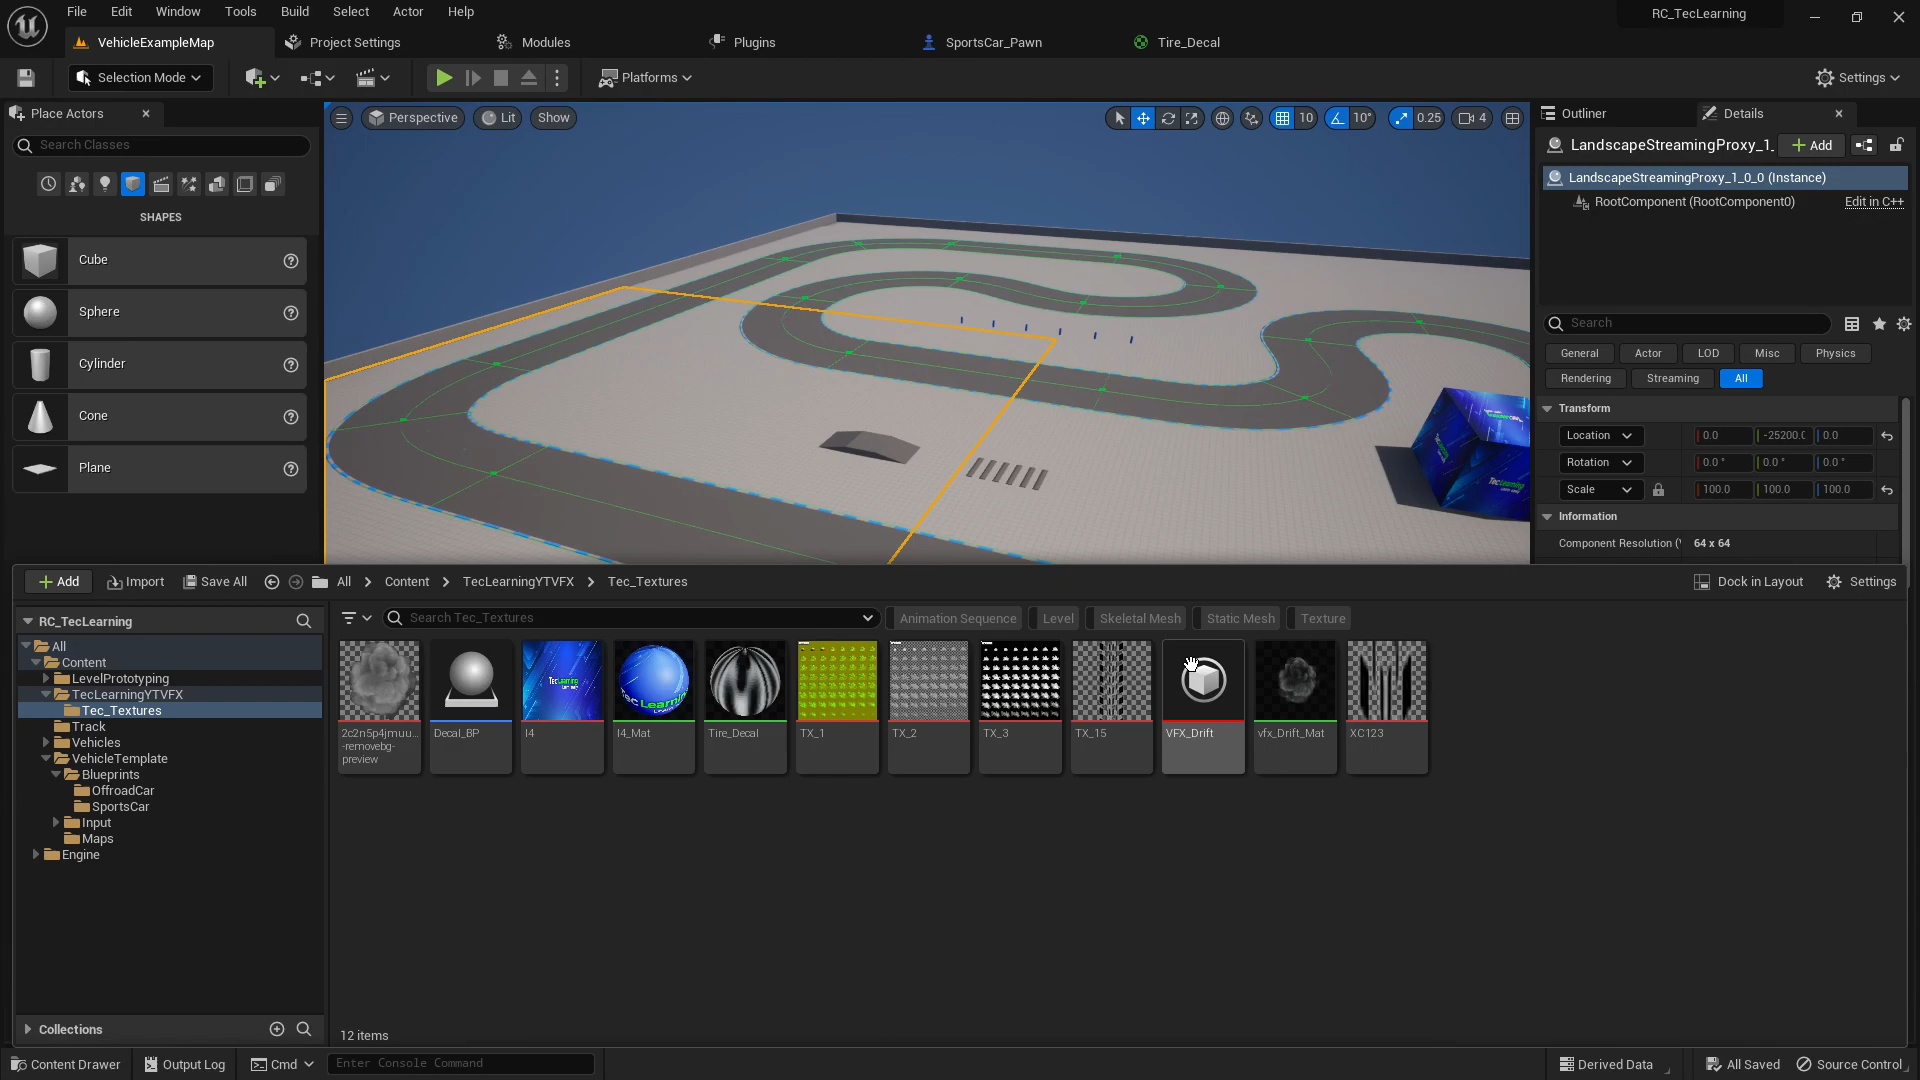 File Edit Window Tools Build Select Actor Help
RC_TecLearning
VehicleExampleMap Project Settings Modules Plugins SportsCar_Pawn Tire_Decal
Selection Mode Platforms Settings
Place Actors
Search Classes
SHAPES
Cube
Sphere
Cylinder
Cone
Plane
Perspective Lit Show 10 10° 0.25 4
Outliner Details
LandscapeStreamingProxy_1_ Add
LandscapeStreamingProxy_1_0_0 (Instance)
RootComponent (RootComponent0) Edit in C++
Search
General Actor LOD Misc Physics
Rendering Streaming All
Transform
Location 0.0 -25200.0 0.0
Rotation 0.0 ° 0.0 ° 0.0 °
Scale 100.0 100.0 100.0
Information
Component Resolution (V 64 x 64
Add Import Save All All > Content > TecLearningYTVFX > Tec_Textures Dock in Layout Settings
RC_TecLearning
All
Content
LevelPrototyping
TecLearningYTVFX
Tec_Textures
Track
Vehicles
VehicleTemplate
Blueprints
OffroadCar
SportsCar
Input
Maps
Engine
Collections
Search Tec_Textures Animation Sequence Level Skeletal Mesh Static Mesh Texture
2c2n5p4jmuu...
-removebg-
preview
Decal_BP
I4
I4_Mat
Tire_Decal
TX_1
TX_2
TX_3
TX_15
VFX_Drift
vfx_Drift_Mat
XC123
12 items
Content Drawer Output Log Cmd Enter Console Command Derived Data All Saved Source Control